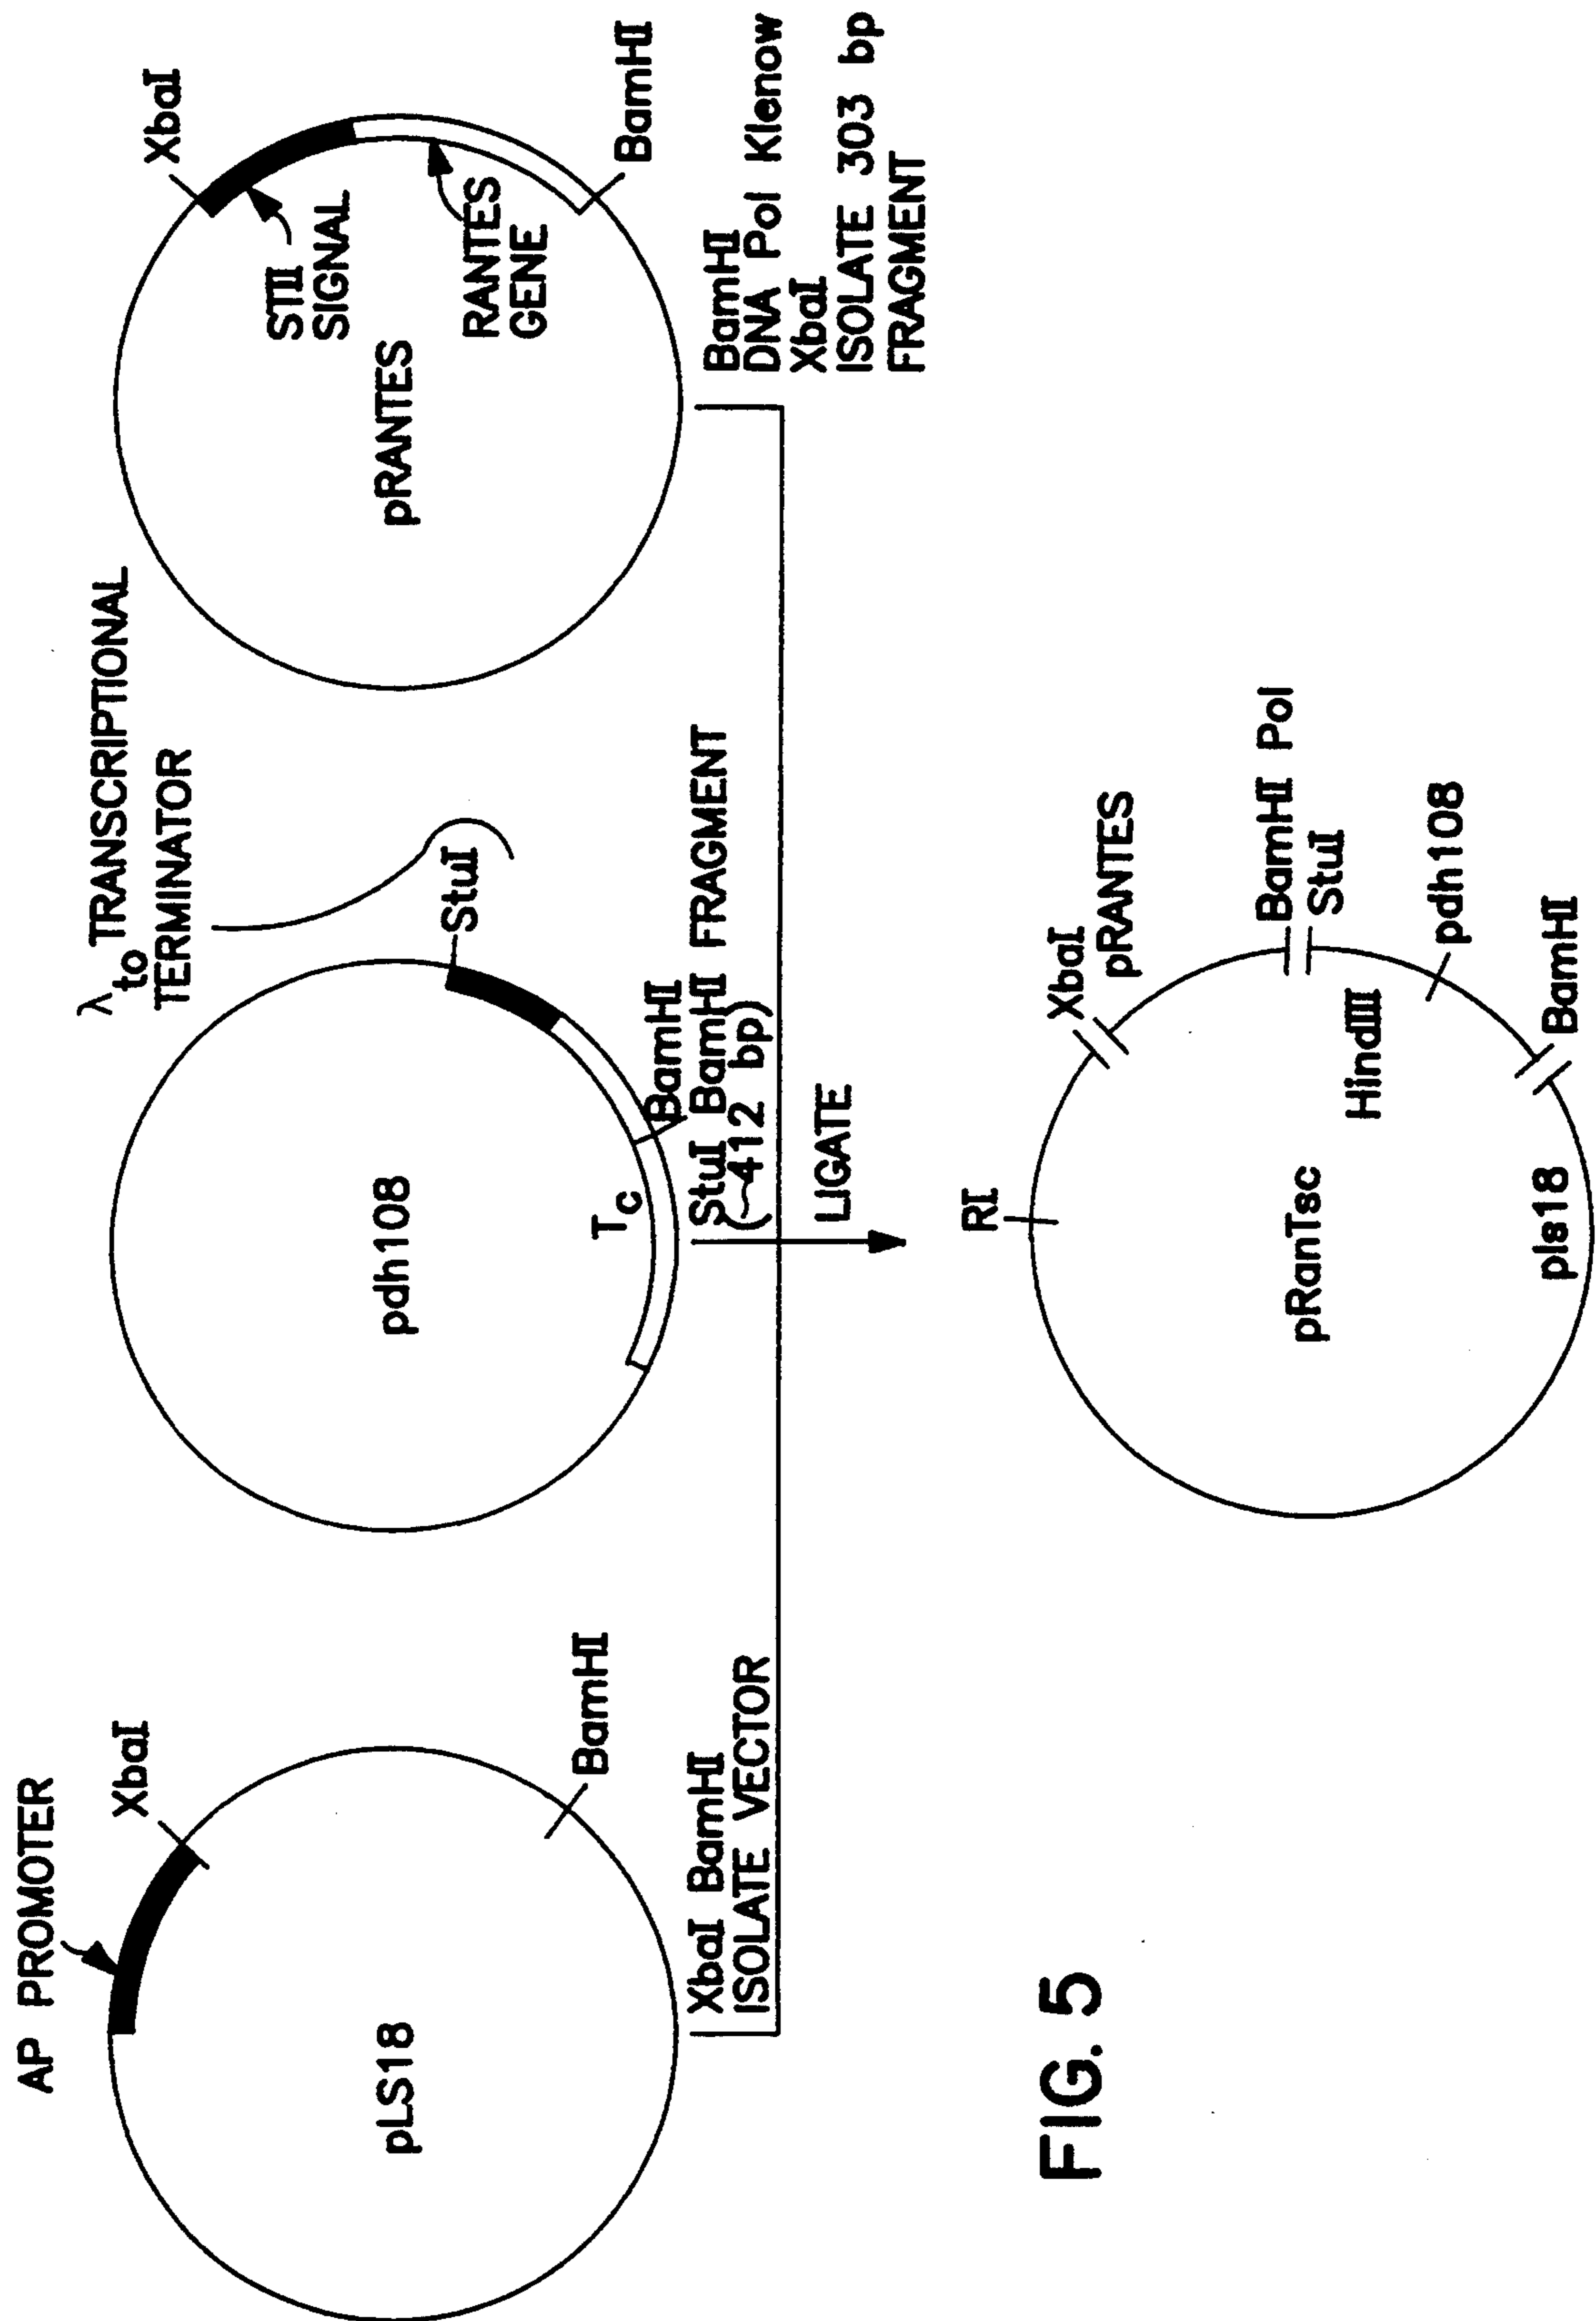 AP PROMOTER
XbaI
pLS18
BamHI
XbaI BamHI
ISOLATE VECTOR
λ to TRANSCRIPTIONAL
TERMINATOR
StuI
pdh108
Tc
BamHI
StuI BamHI FRAGMENT
(~412 bp)
XbaI
STII
SIGNAL
pRANTES
RANTES
GENE
BamHI
BamHI
DNA Pol Klenow
XbaI
ISOLATE 303 bp
FRAGMENT
LIGATE
RI
XbaI
pRANTES
BamHI Pol
StuI
pRanTsc
HindIII
pdh108
pls18
BamHI
FIG. 5